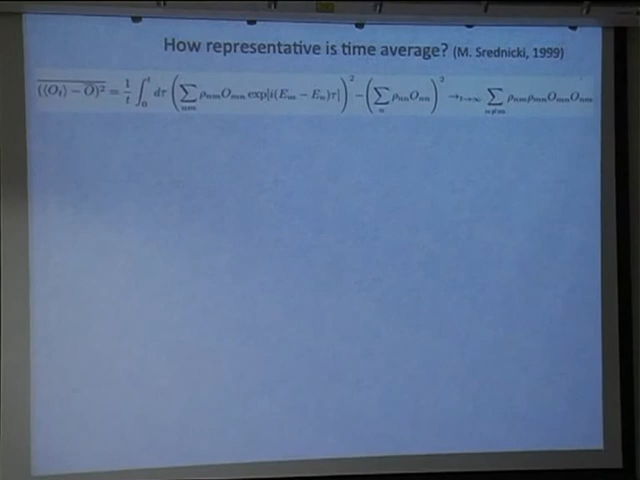 How representative is time average? (M. Srednicki, 1999)
$\overline{(\langle O_t \rangle - \overline{O})^2} = \frac{1}{t} \int_0^t d\tau \left( \sum_{nm} \rho_{nm} O_{mn} \exp[i(E_m - E_n)\tau] \right)^2 - \left( \sum_n \rho_{nn} O_{nn} \right)^2 \to_{t \to \infty} \sum_{n \neq m} \rho_{nm} \rho_{mn} O_{mn} O_{nm}$